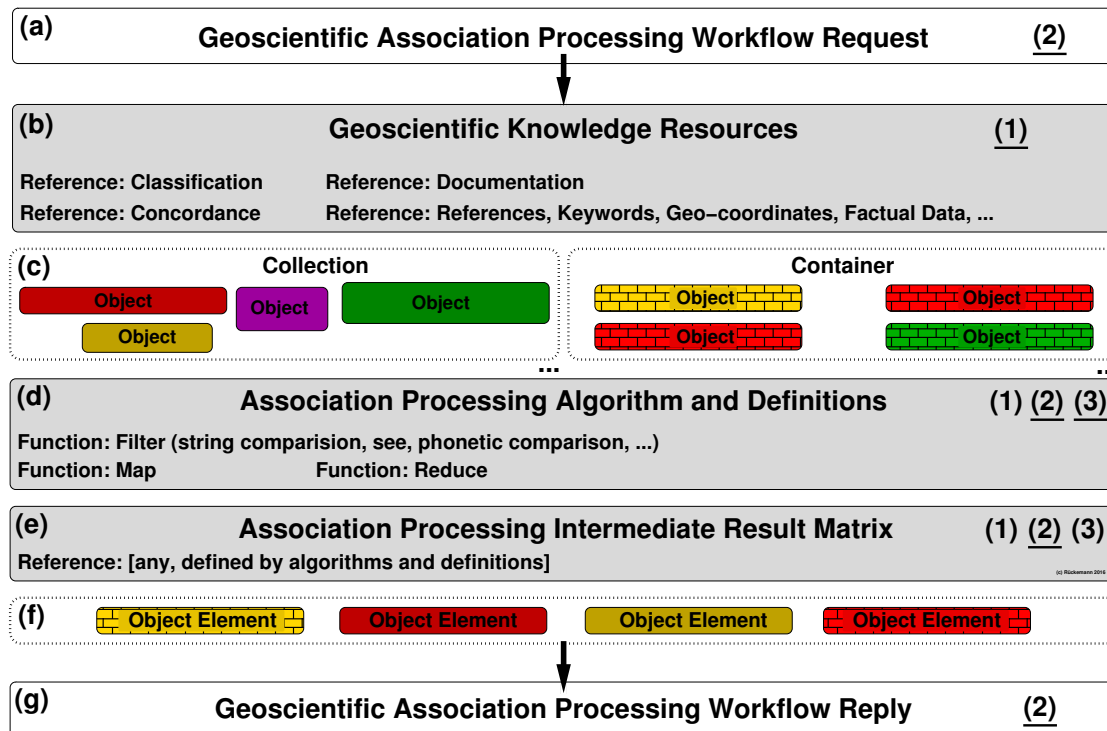 (a) Geoscientific Association Processing Workflow Request (2)
(b) Geoscientific Knowledge Resources (1)
Reference: Classification Reference: Documentation
Reference: Concordance Reference: References, Keywords, Geo−coordinates, Factual Data, ...
(c) Collection Container
Object Object Object Object Object
Object Object Object
... ..
(d) Association Processing Algorithm and Definitions (1) (2) (3)
Function: Filter (string comparision, see, phonetic comparison, ...)
Function: Map Function: Reduce
(e) Association Processing Intermediate Result Matrix (1) (2) (3)
Reference: [any, defined by algorithms and definitions]
(c) Rückemann 2016
(f) Object Element Object Element Object Element Object Element
(g) Geoscientific Association Processing Workflow Reply (2)